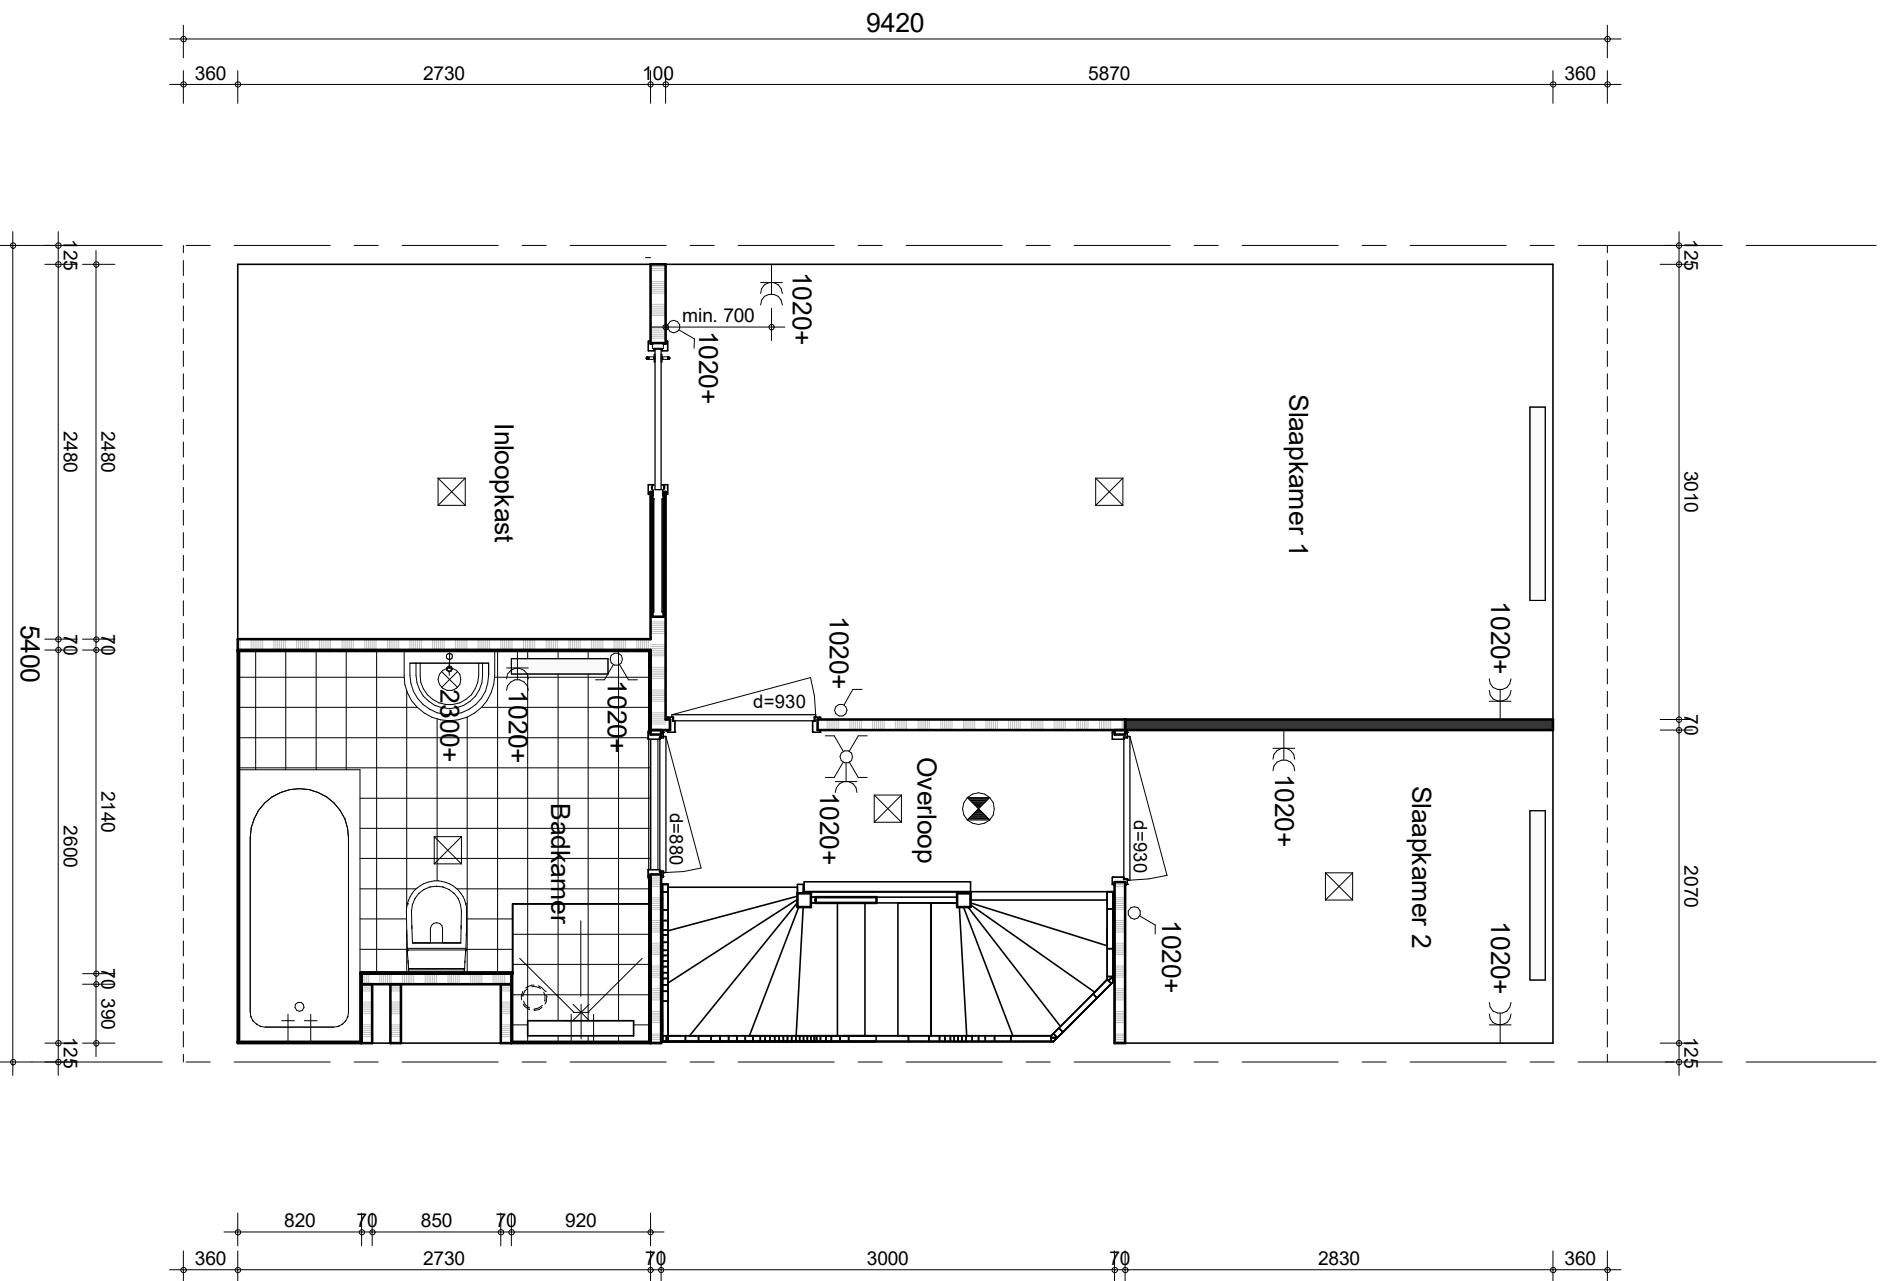 9420
360 2730 100 5870 360
125 2480 70 2600 125
5400
2480 70 2140 70 390
125 3010 70 2070 125
1020+
min. 700
1020+
Inloopkast
Slaapkamer 1
1020+
1020+
d=930
2300+
1020+
1020+
Badkamer
d=880
1020+
Overloop
d=930
1020+
Slaapkamer 2
1020+
1020+
820 70 850 70 920
360 2730 70 3000 70 2830 360